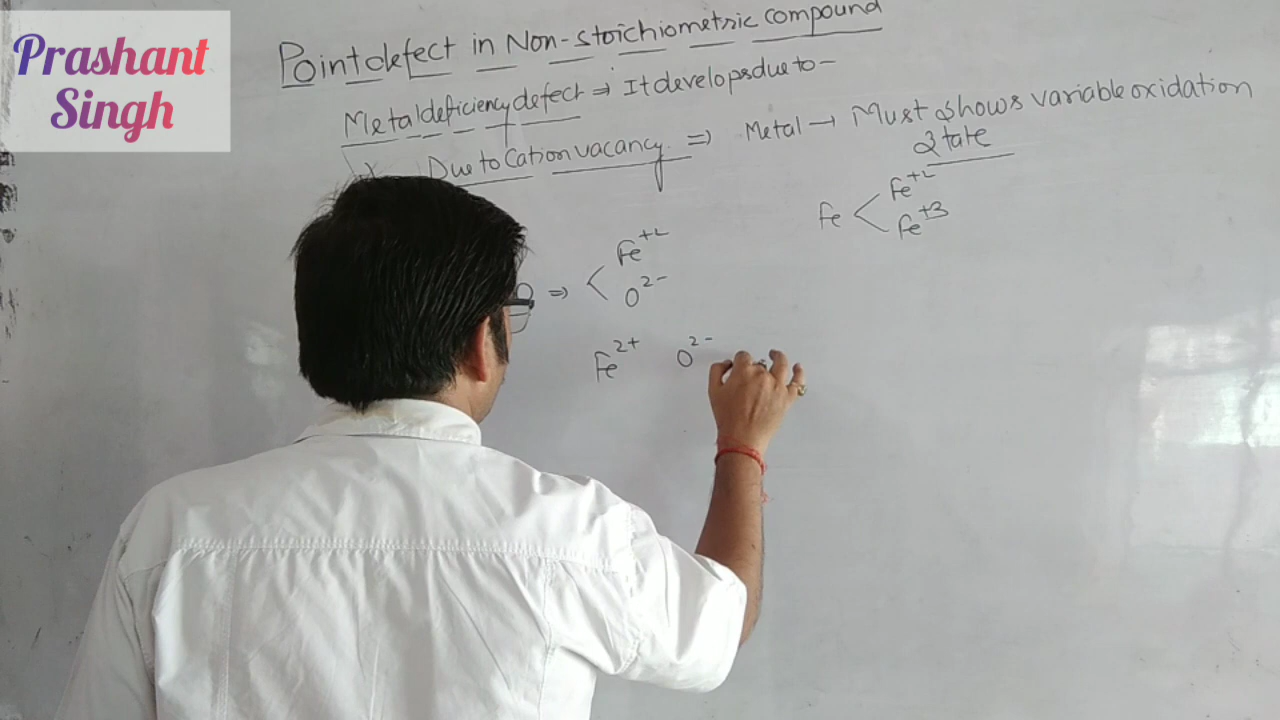 Prashant
Singh
Point defect in Non-stoichiometric compound
Metal deficiency defect ⇒ It develops due to –
Due to Cation vacancy ⇒ Metal → Must shows variable oxidation
State
Fe < Fe+2
Fe+3
⇒ < Fe+2
O2-
Fe2+ O2-